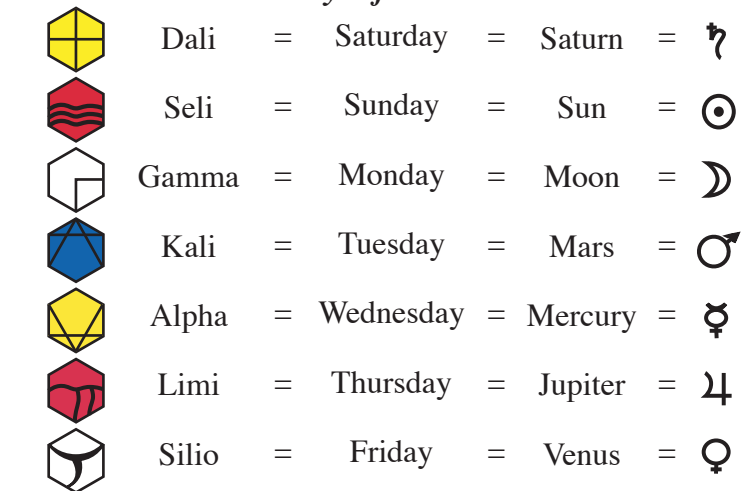 Dali = Saturday = Saturn = ♄
Seli = Sunday = Sun = ☉
Gamma = Monday = Moon = ☽
Kali = Tuesday = Mars = ♂
Alpha = Wednesday = Mercury = ☿
Limi = Thursday = Jupiter = ♃
Silio = Friday = Venus = ♀